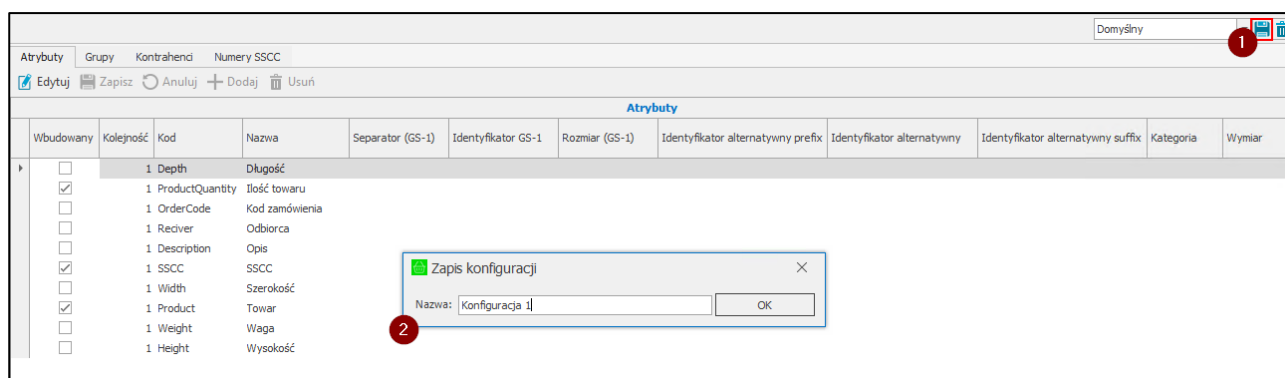 Domyślny
1
Atrybuty Grupy Kontrahenci Numery SSCC
Edytuj Zapisz Anuluj Dodaj Usuń
Atrybuty
Wbudowany Kolejność Kod Nazwa Separator (GS-1) Identyfikator GS-1 Rozmiar (GS-1) Identyfikator alternatywny prefix Identyfikator alternatywny Identyfikator alternatywny suffix Kategoria Wymiar
1 Depth Długość
1 ProductQuantity Ilość towaru
1 OrderCode Kod zamówienia
1 Reciver Odbiorca
1 Description Opis
1 SSCC SSCC
1 Width Szerokość
1 Product Towar
1 Weight Waga
1 Height Wysokość
Zapis konfiguracji
Nazwa: Konfiguracja 1 OK
2